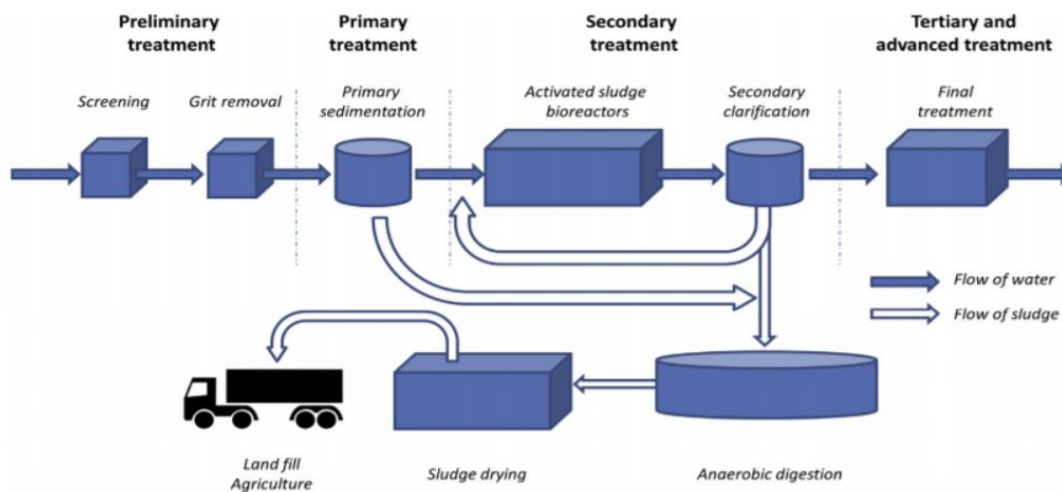 Preliminary
treatment
Primary
treatment
Secondary
treatment
Tertiary and
advanced treatment
Screening
Grit removal
Primary
sedimentation
Activated sludge
bioreactors
Secondary
clarification
Final
treatment
Flow of water
Flow of sludge
Land fill
Agriculture
Sludge drying
Anaerobic digestion